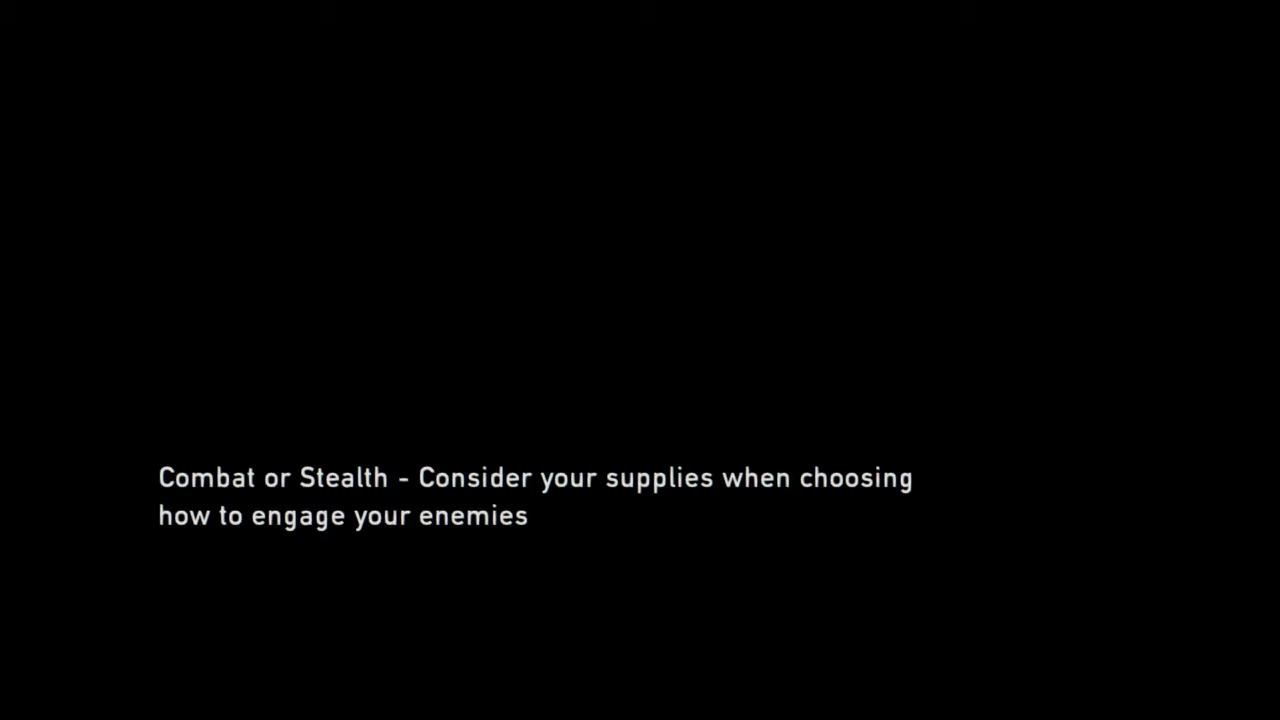 Combat or Stealth - Consider your supplies when choosing
how to engage your enemies